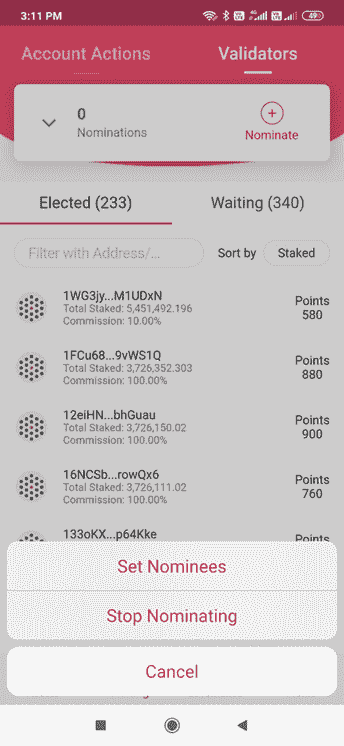 3:11 PM
49
Account Actions
Validators
0
Nominations
Nominate
Elected (233)
Waiting (340)
Filter with Address/...
Sort by
Staked
1WG3jy...M1UDxN
Total Staked: 5,451,492.196
Commission: 10.00%
Points
580
1FCu68...9vWS1Q
Total Staked: 3,726,352.303
Commission: 100.00%
Points
880
12eiHN...bhGuau
Total Staked: 3,726,150.02
Commission: 100.00%
Points
900
16NCSb...rowQx6
Total Staked: 3,726,111.02
Commission: 100.00%
Points
760
133oKX...p64Kke
Points
Set Nominees
Stop Nominating
Cancel